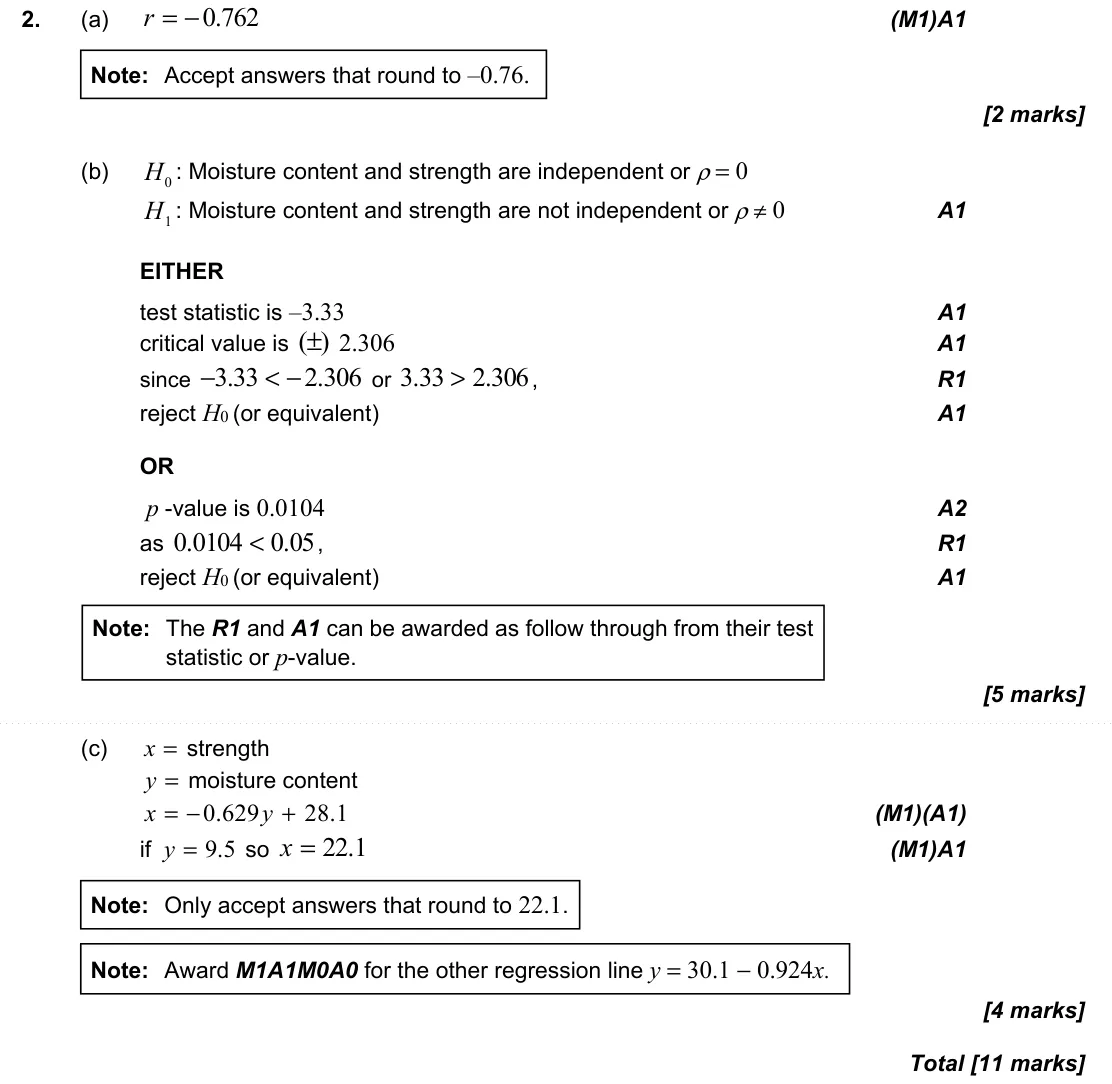 2. (a) r = −0.762 (M1)A1
Note: Accept answers that round to –0.76.
[2 marks]
(b) H₀ : Moisture content and strength are independent or ρ = 0
H₁ : Moisture content and strength are not independent or ρ ≠ 0 A1
EITHER
test statistic is –3.33 A1
critical value is (±) 2.306 A1
since −3.33 < −2.306 or 3.33 > 2.306, R1
reject H₀ (or equivalent) A1
OR
p -value is 0.0104 A2
as 0.0104 < 0.05, R1
reject H₀ (or equivalent) A1
Note: The R1 and A1 can be awarded as follow through from their test
statistic or p-value.
[5 marks]
(c) x = strength
y = moisture content
x = −0.629y + 28.1 (M1)(A1)
if y = 9.5 so x = 22.1 (M1)A1
Note: Only accept answers that round to 22.1.
Note: Award M1A1M0A0 for the other regression line y = 30.1 − 0.924x.
[4 marks]
Total [11 marks]